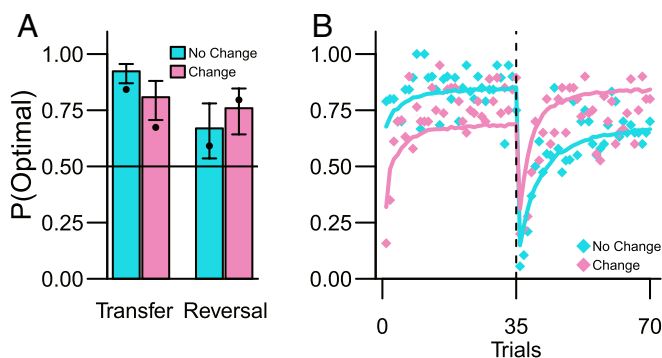 A
P(Optimal)
1.00
0.75
0.50
0.25
0.00
No Change
Change
Transfer
Reversal
B
1.00
0.75
0.50
0.25
0.00
No Change
Change
0
35
70
Trials